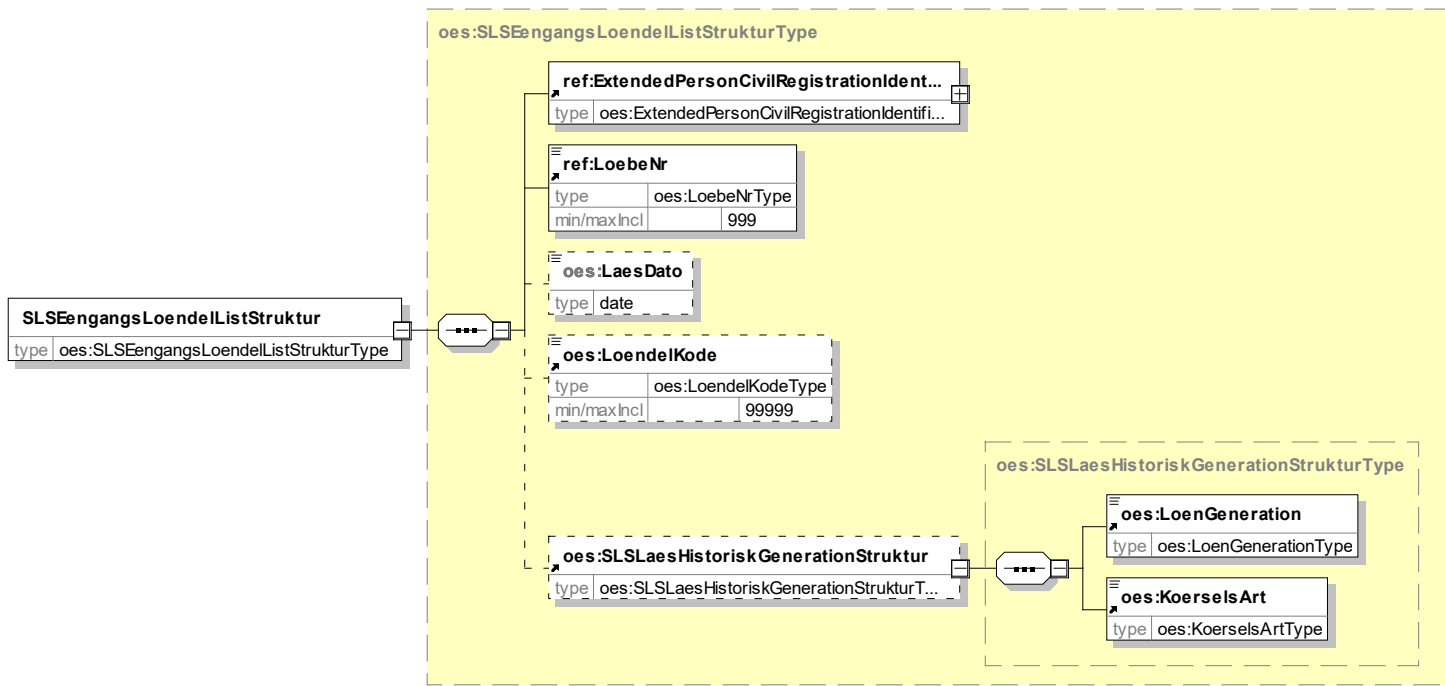 oes:SLSEengangsLoendelListStrukturType
ref:ExtendedPersonCivilRegistrationIdent...
type oes:ExtendedPersonCivilRegistrationIdentifi...
ref:LoebeNr
type oes:LoebeNrType
min/maxIncl 999
oes:LaesDato
type date
SLSEengangsLoendelListStruktur
type oes:SLSEengangsLoendelListStrukturType
oes:LoendelKode
type oes:LoendelKodeType
min/maxIncl 99999
oes:SLSLaesHistoriskGenerationStruktur
type oes:SLSLaesHistoriskGenerationStrukturT...
oes:SLSLaesHistoriskGenerationStrukturType
oes:LoenGeneration
type oes:LoenGenerationType
oes:KoerselsArt
type oes:KoerselsArtType